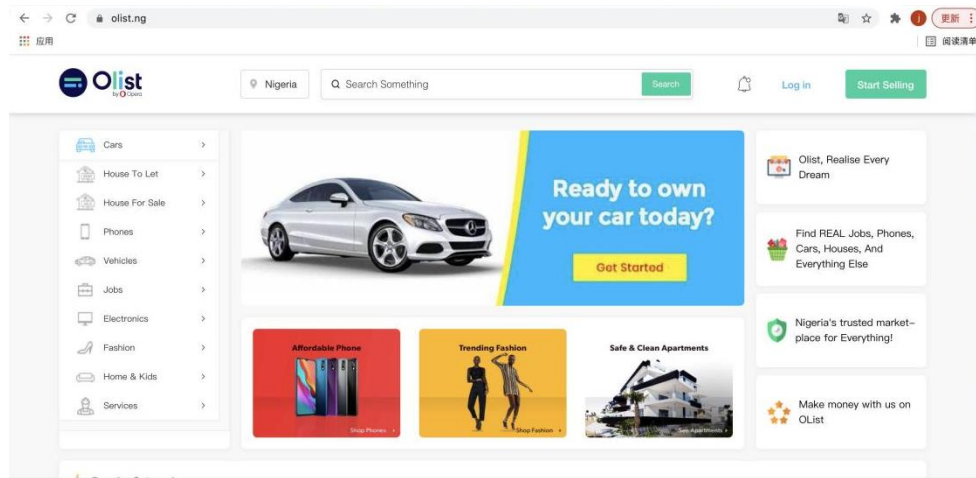 olist.ng
更新
应用
阅读清单
Olist
by Opera
Nigeria
Search Something
Search
Log in
Start Selling
Cars
House To Let
House For Sale
Phones
Vehicles
Jobs
Electronics
Fashion
Home & Kids
Services
Ready to own
your car today?
Get Started
Affordable Phone
Shop Phones
Trending Fashion
Shop Fashion
Safe & Clean Apartments
See Apartments
Olist, Realise Every
Dream
Find REAL Jobs, Phones,
Cars, Houses, And
Everything Else
Nigeria's trusted market-
place for Everything!
Make money with us on
OList